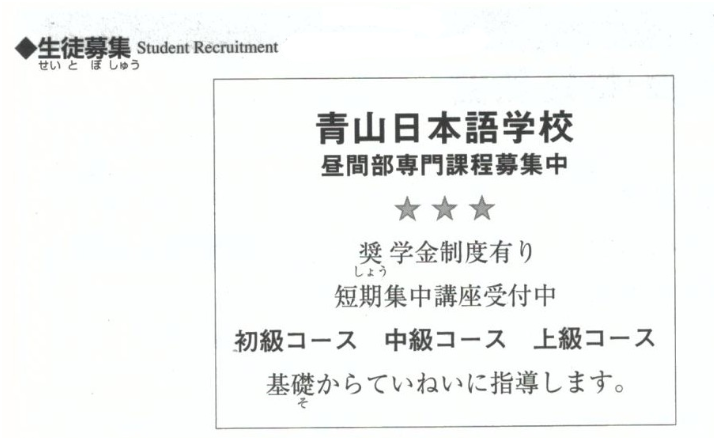 ◆生徒募集 Student Recruitment
せいとぼしゅう
青山日本語学校
昼間部専門課程募集中
★★★
奨学金制度有り
しょう
短期集中講座受付中
初級コース 中級コース 上級コース
基礎からていねいに指導します。
そ